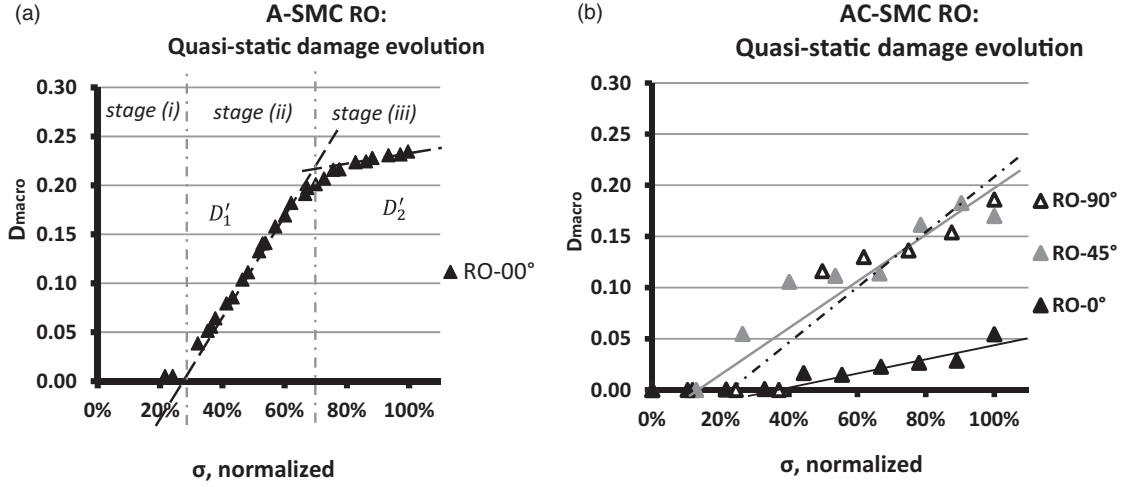 (a)
A-SMC RO:
Quasi-static damage evolution
0.30
0.25
0.20
0.15
0.10
0.05
0.00
Dmacro
stage (i)
stage (ii)
stage (iii)
D′1
D′2
RO-00°
0% 20% 40% 60% 80% 100%
σ, normalized
(b)
AC-SMC RO:
Quasi-static damage evolution
0.30
0.25
0.20
0.15
0.10
0.05
0.00
Dmacro
RO-90°
RO-45°
RO-0°
0% 20% 40% 60% 80% 100%
σ, normalized